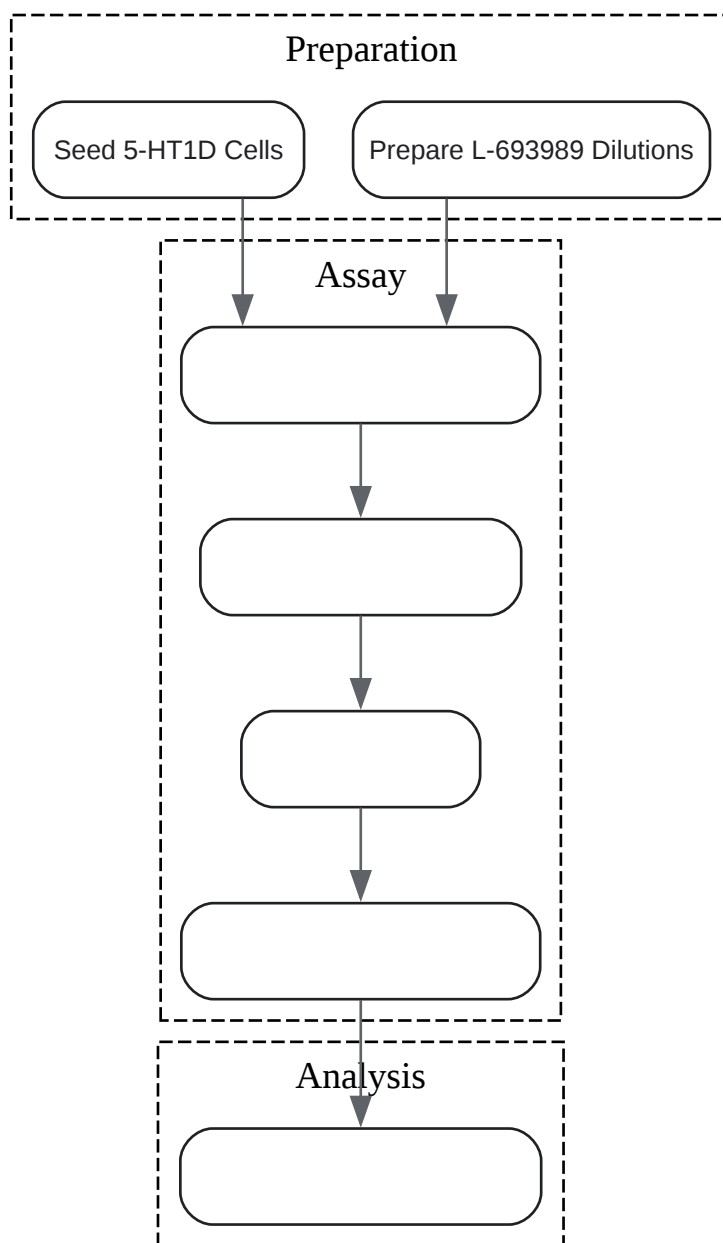 Preparation
Seed 5-HT1D Cells
Prepare L-693989 Dilutions
Assay
Analysis